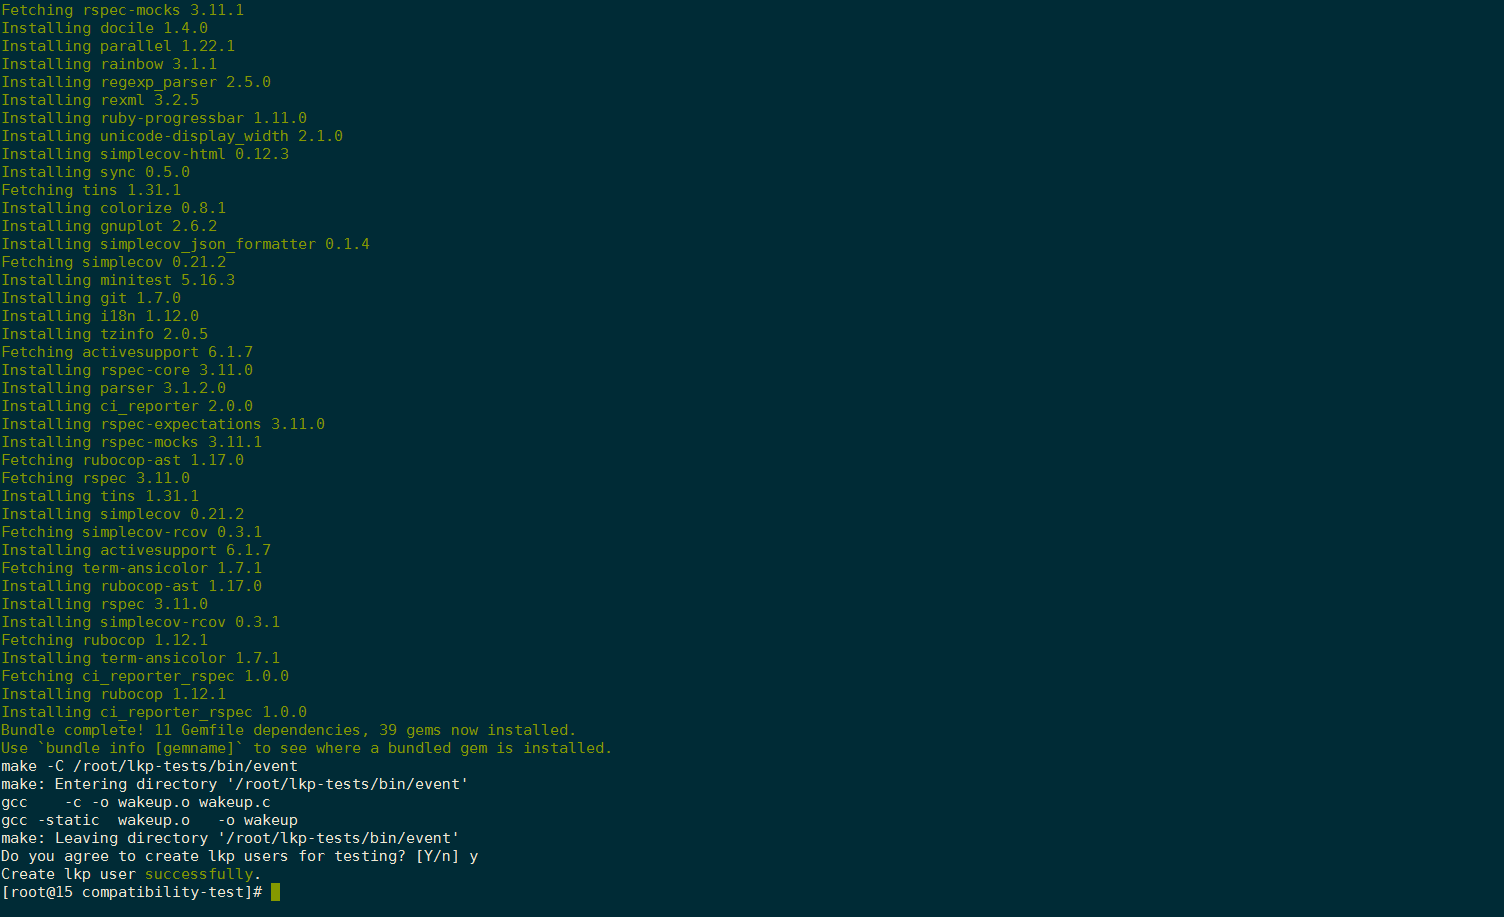 Fetching rspec-mocks 3.11.1
Installing docile 1.4.0
Installing parallel 1.22.1
Installing rainbow 3.1.1
Installing regexp_parser 2.5.0
Installing rexml 3.2.5
Installing ruby-progressbar 1.11.0
Installing unicode-display_width 2.1.0
Installing simplecov-html 0.12.3
Installing sync 0.5.0
Fetching tins 1.31.1
Installing colorize 0.8.1
Installing gnuplot 2.6.2
Installing simplecov_json_formatter 0.1.4
Fetching simplecov 0.21.2
Installing minitest 5.16.3
Installing git 1.7.0
Installing i18n 1.12.0
Installing tzinfo 2.0.5
Fetching activesupport 6.1.7
Installing rspec-core 3.11.0
Installing parser 3.1.2.0
Installing ci_reporter 2.0.0
Installing rspec-expectations 3.11.0
Installing rspec-mocks 3.11.1
Fetching rubocop-ast 1.17.0
Fetching rspec 3.11.0
Installing tins 1.31.1
Installing simplecov 0.21.2
Fetching simplecov-rcov 0.3.1
Installing activesupport 6.1.7
Fetching term-ansicolor 1.7.1
Installing rubocop-ast 1.17.0
Installing rspec 3.11.0
Installing simplecov-rcov 0.3.1
Fetching rubocop 1.12.1
Installing term-ansicolor 1.7.1
Fetching ci_reporter_rspec 1.0.0
Installing rubocop 1.12.1
Installing ci_reporter_rspec 1.0.0
Bundle complete! 11 Gemfile dependencies, 39 gems now installed.
Use `bundle info [gemname]` to see where a bundled gem is installed.
make -C /root/lkp-tests/bin/event
make: Entering directory '/root/lkp-tests/bin/event'
gcc    -c -o wakeup.o wakeup.c
gcc -static  wakeup.o   -o wakeup
make: Leaving directory '/root/lkp-tests/bin/event'
Do you agree to create lkp users for testing? [Y/n] y
Create lkp user successfully.
[root@15 compatibility-test]#